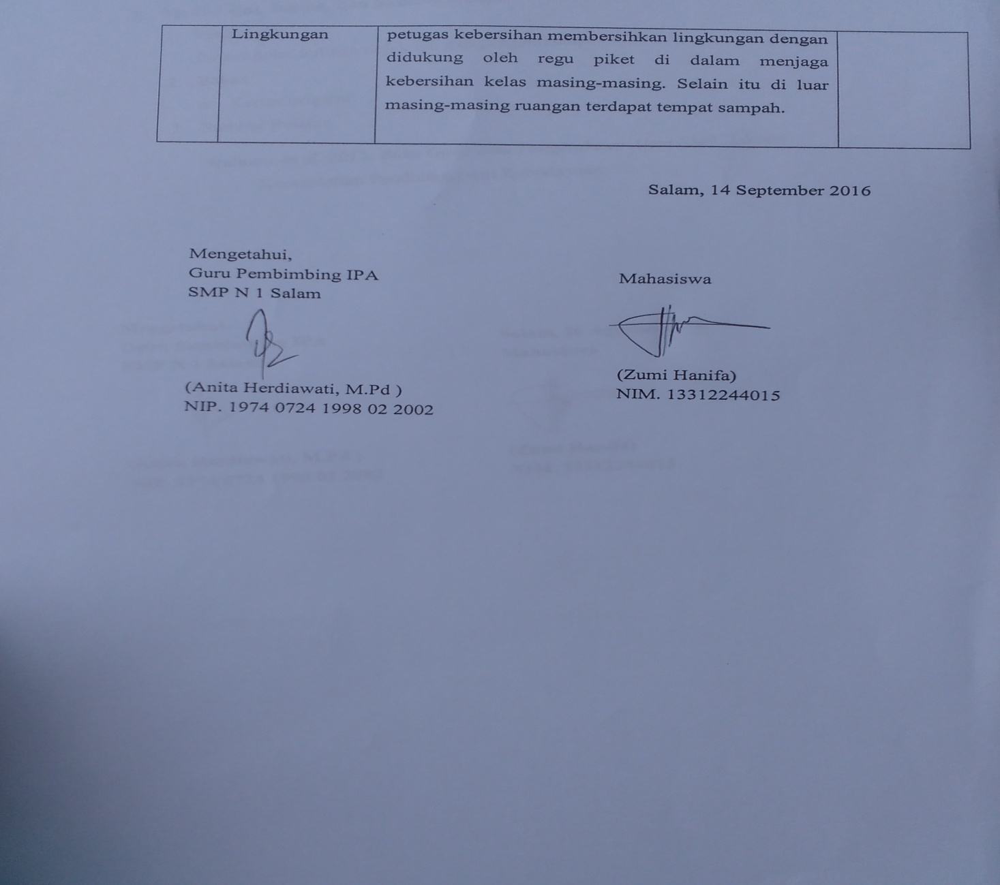 Lingkungan
petugas kebersihan membersihkan lingkungan dengan
didukung oleh regu piket di dalam menjaga
kebersihan kelas masing-masing. Selain itu di luar
masing-masing ruangan terdapat tempat sampah.
Salam, 14 September 2016
Mengetahui,
Guru Pembimbing IPA
SMP N 1 Salam
(Anita Herdiawati, M.Pd )
NIP. 1974 0724 1998 02 2002
Mahasiswa
(Zumi Hanifa)
NIM. 13312244015